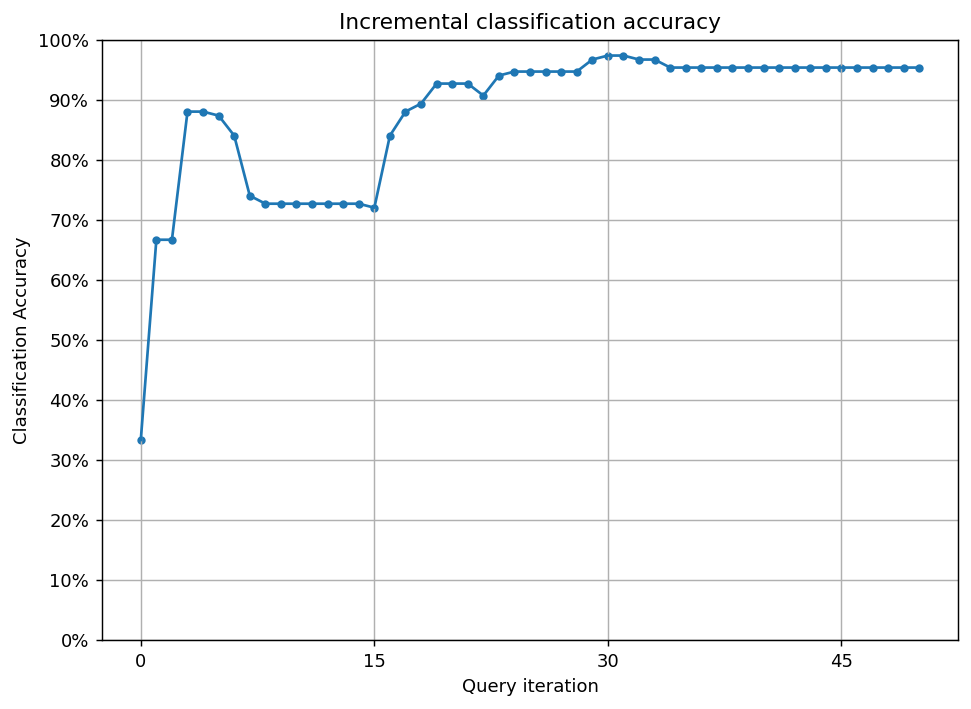 Incremental classification accuracy
100%
90%
80%
70%
60%
50%
40%
30%
20%
10%
0%
Classification Accuracy
0 15 30 45
Query iteration